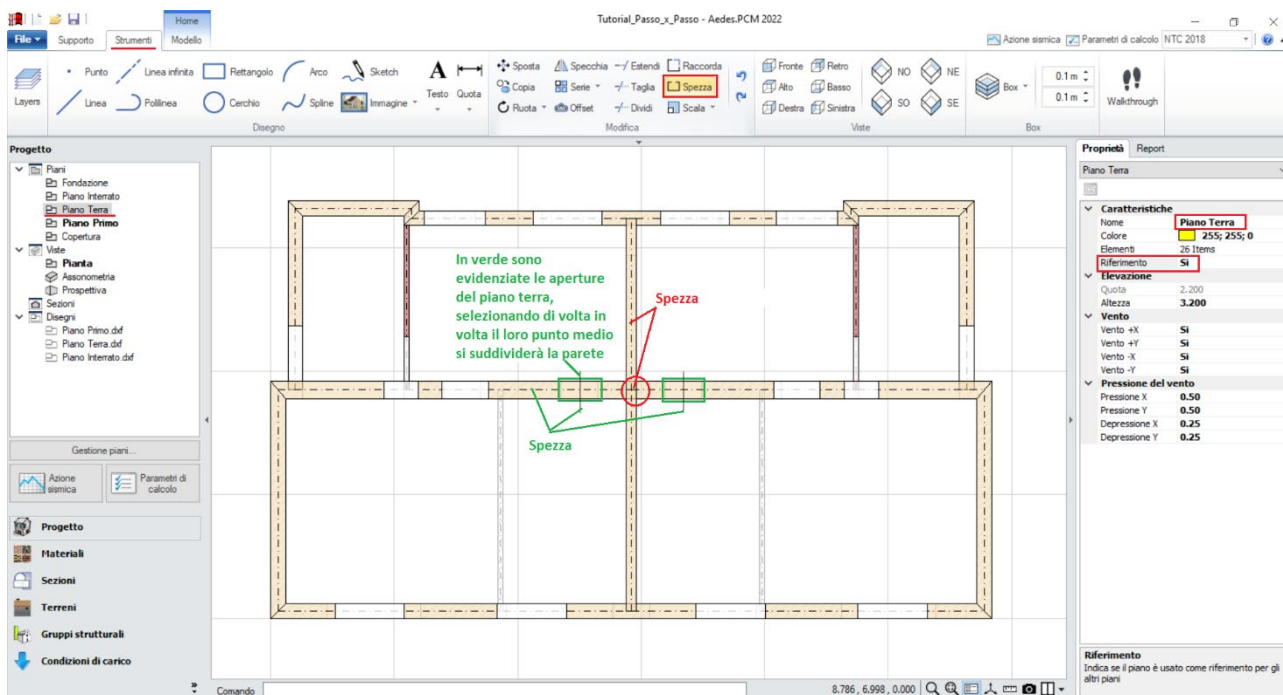 Tutorial_Passo_x_Passo - Aedes.PCM 2022
Home
File
Supporto
Strumenti
Modello
Azione sismica
Parametri di calcolo
NTC 2018
Layers
Punto
Linea infinita
Rettangolo
Arco
Sketch
Linea
Polilinea
Cerchio
Spline
Immagine
Testo
Quota
Disegno
Sposta
Specchia
Estendi
Raccorda
Copia
Serie
Taglia
Spezza
Ruota
Offset
Dividi
Scala
Modifica
Fronte
Retro
Alto
Basso
Destra
Sinistra
NO
NE
SO
SE
Viste
Box
0.1 m
0.1 m
Box
Walkthrough
Progetto
Piani
Fondazione
Piano Interrato
Piano Terra
Piano Primo
Copertura
Viste
Pianta
Assonometria
Prospettiva
Sezioni
Disegni
Piano Primo.dxf
Piano Terra.dxf
Piano Interrato.dxf
Gestione piani...
Azione
sismica
Parametri di
calcolo
Progetto
Materiali
Sezioni
Terreni
Gruppi strutturali
Condizioni di carico
In verde sono
evidenziate le aperture
del piano terra,
selezionando di volta in
volta il loro punto medio
si suddividerà la parete
Spezza
Spezza
Comando
8.786 , 6.998 , 0.000
Proprietà
Report
Piano Terra
Caratteristiche
Nome Piano Terra
Colore 255; 255; 0
Elementi 26 Items
Riferimento Sì
Elevazione
Quota 2.200
Altezza 3.200
Vento
Vento +X Sì
Vento +Y Sì
Vento -X Sì
Vento -Y Sì
Pressione del vento
Pressione X 0.50
Pressione Y 0.50
Depressione X 0.25
Depressione Y 0.25
Riferimento
Indica se il piano è usato come riferimento per gli
altri piani